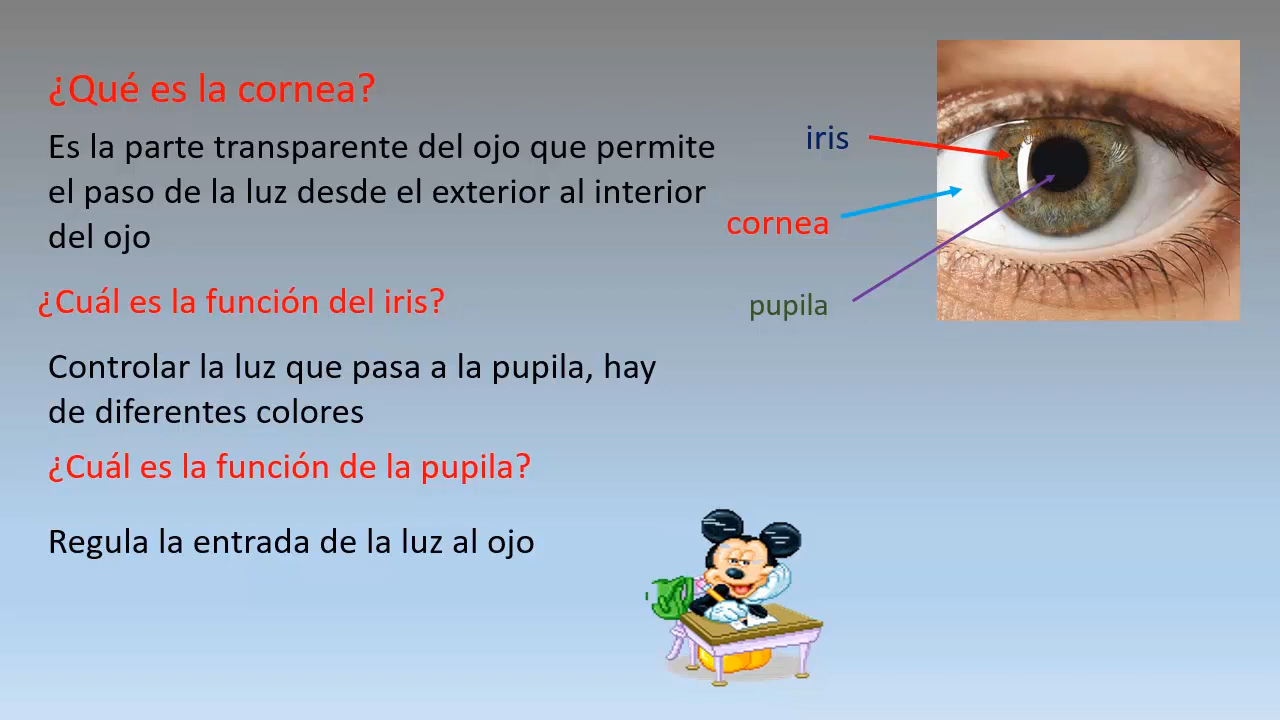 ¿Qué es la cornea?
Es la parte transparente del ojo que permite
el paso de la luz desde el exterior al interior
del ojo
¿Cuál es la función del iris?
Controlar la luz que pasa a la pupila, hay
de diferentes colores
¿Cuál es la función de la pupila?
Regula la entrada de la luz al ojo
iris
cornea
pupila